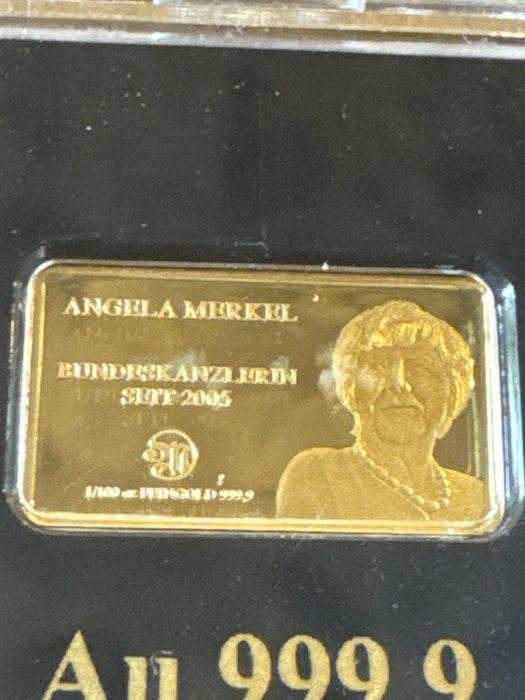 ANGELA MERKEL
BUNDESKANZLERIN
SEIT 2005
1/100 oz FEINGOLD 999,9
Au 999,9